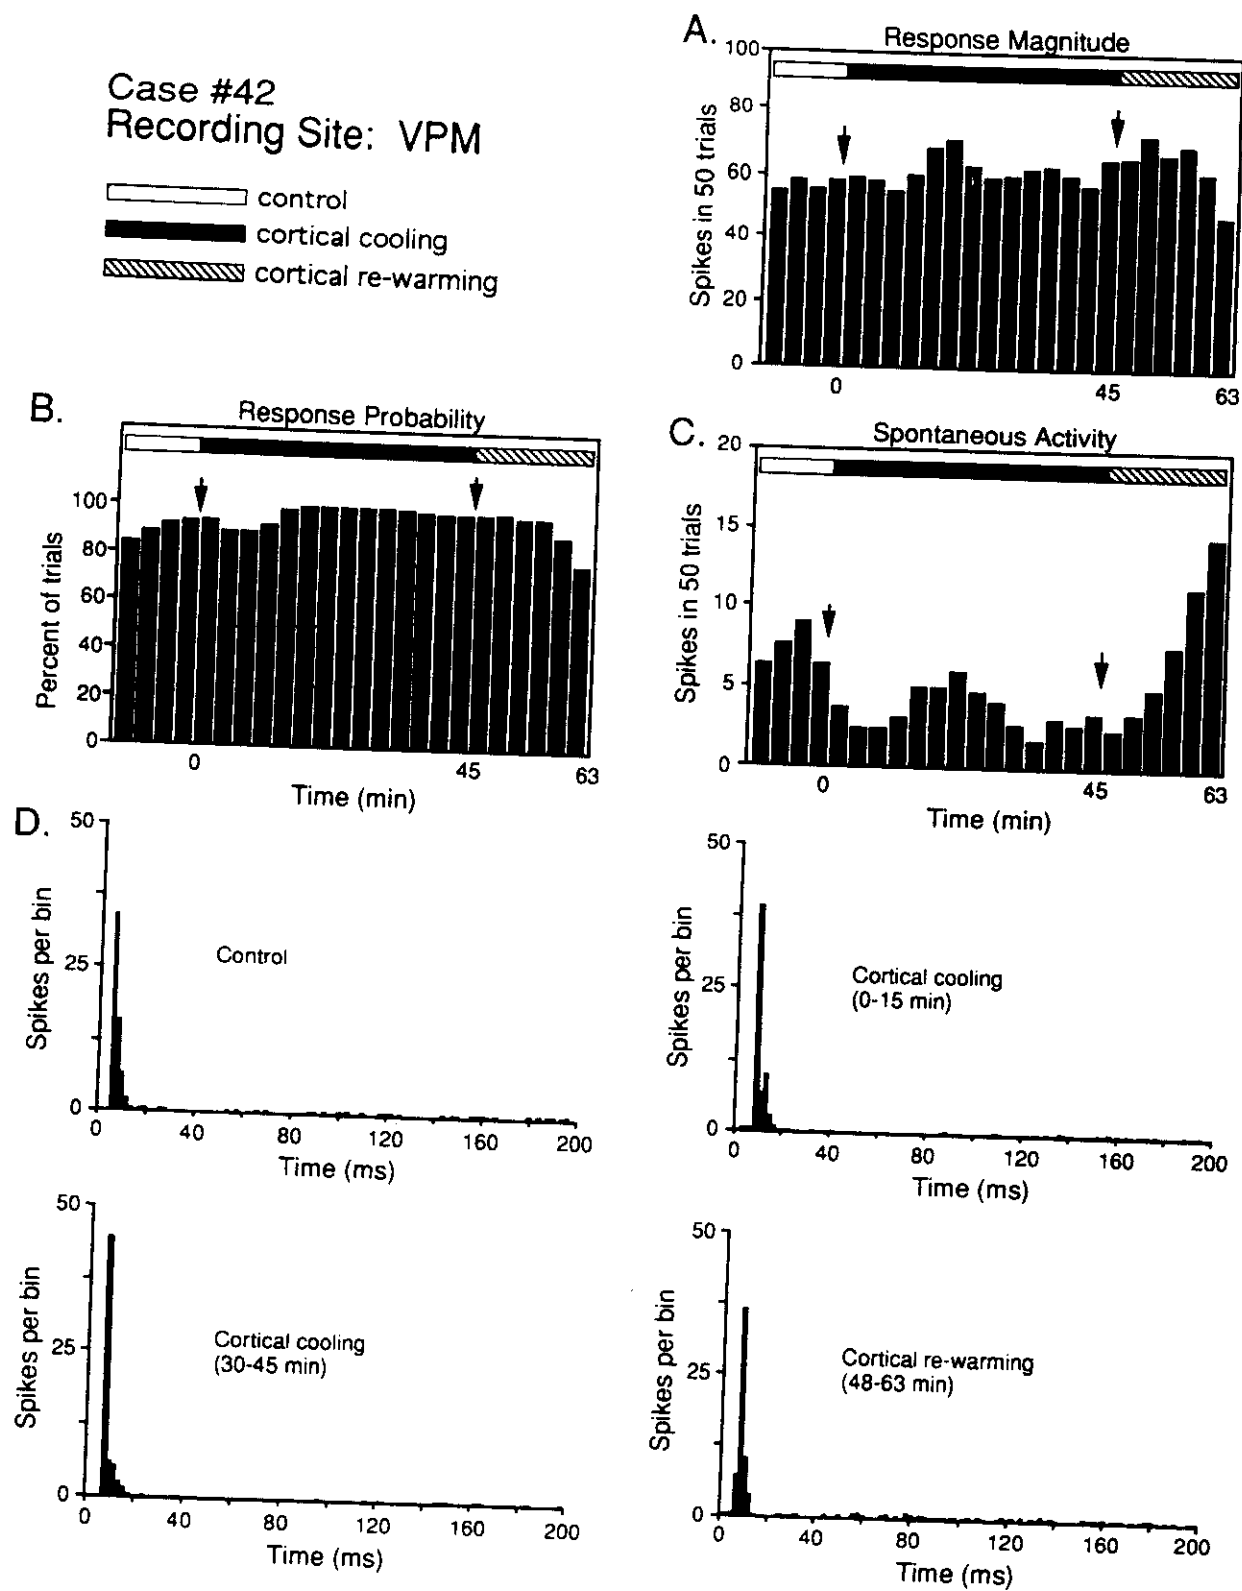 Case #42
Recording Site: VPM
control
cortical cooling
cortical re-warming
A.
Response Magnitude
Spikes in 50 trials
100
80
60
40
20
0
0
45
63
B.
Response Probability
Percent of trials
100
80
60
40
20
0
0
45
63
Time (min)
C.
Spontaneous Activity
Spikes in 50 trials
20
15
10
5
0
0
45
63
Time (min)
D.
Spikes per bin
50
25
0
Control
0
40
80
120
160
200
Time (ms)
Spikes per bin
50
25
0
Cortical cooling
(0-15 min)
0
40
80
120
160
200
Time (ms)
Spikes per bin
50
25
0
Cortical cooling
(30-45 min)
0
40
80
120
160
200
Time (ms)
Spikes per bin
50
25
0
Cortical re-warming
(48-63 min)
0
40
80
120
160
200
Time (ms)